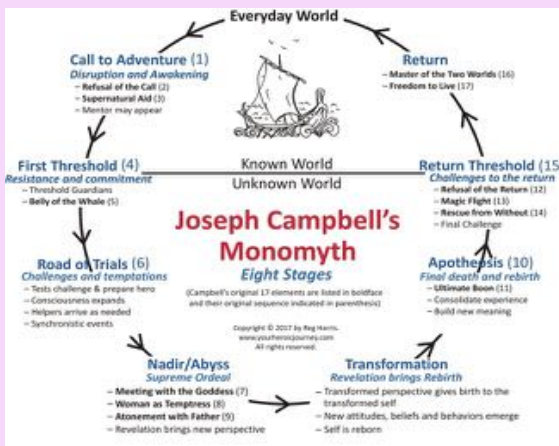 Everyday World
Call to Adventure (1)
Disruption and Awakening
– Refusal of the Call (2)
– Supernatural Aid (3)
– Mentor may appear
Return
– Master of the Two Worlds (16)
– Freedom to Live (17)
First Threshold (4)
Resistance and commitment
– Threshold Guardians
– Belly of the Whale (5)
Known World
Unknown World
Return Threshold (15)
Challenges to the return
– Refusal of the Return (12)
– Magic Flight (13)
– Rescue from Without (14)
– Final Challenge
Joseph Campbell's
Monomyth
Eight Stages
(Campbell's original 17 elements are listed in boldface
and their original sequence indicated in parenthesis)
Copyright © 2017 by Reg Harris.
www.yourheroicjourney.com
All rights reserved.
Road of Trials (6)
Challenges and temptations
– Tests challenge & prepare hero
– Consciousness expands
– Helpers arrive as needed
– Synchronistic events
Apotheosis (10)
Final death and rebirth
– Ultimate Boon (11)
– Consolidate experience
– Build new meaning
Nadir/Abyss
Supreme Ordeal
– Meeting with the Goddess (7)
– Woman as Temptress (8)
– Atonement with Father (9)
– Revelation brings new perspective
Transformation
Revelation brings Rebirth
– Transformed perspective gives birth to the
transformed self
– New attitudes, beliefs and behaviors emerge
– Self is reborn